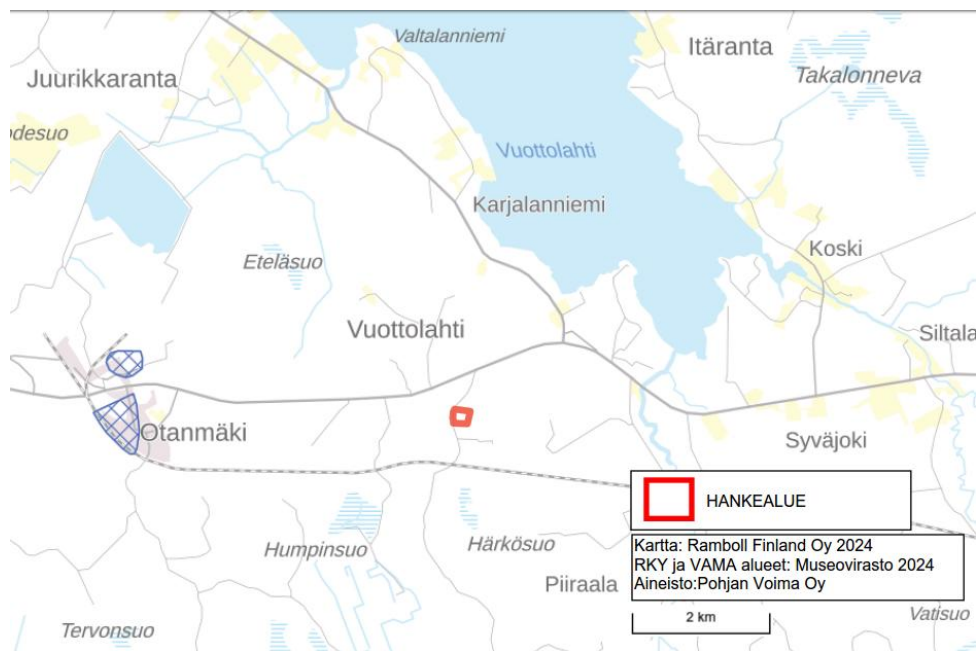 Valtalanniemi
Itäranta
Juurikkaranta
Takalonneva
odesuo
Vuottolahti
Karjalanniemi
Koski
Eteläsuo
Vuottolahti
Siltala
Otanmäki
Syväjoki
HANKEALUE
Kartta: Ramboll Finland Oy 2024
RKY ja VAMA alueet: Museovirasto 2024
Aineisto:Pohjan Voima Oy
Humpinsuo
Härkösuo
Piiraala
2 km
Vatisuo
Tervonsuo